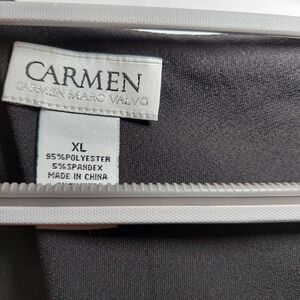 CARMEN
CARMEN MARC VALVO
XL
95%POLYESTER
5%SPANDEX
MADE IN CHINA